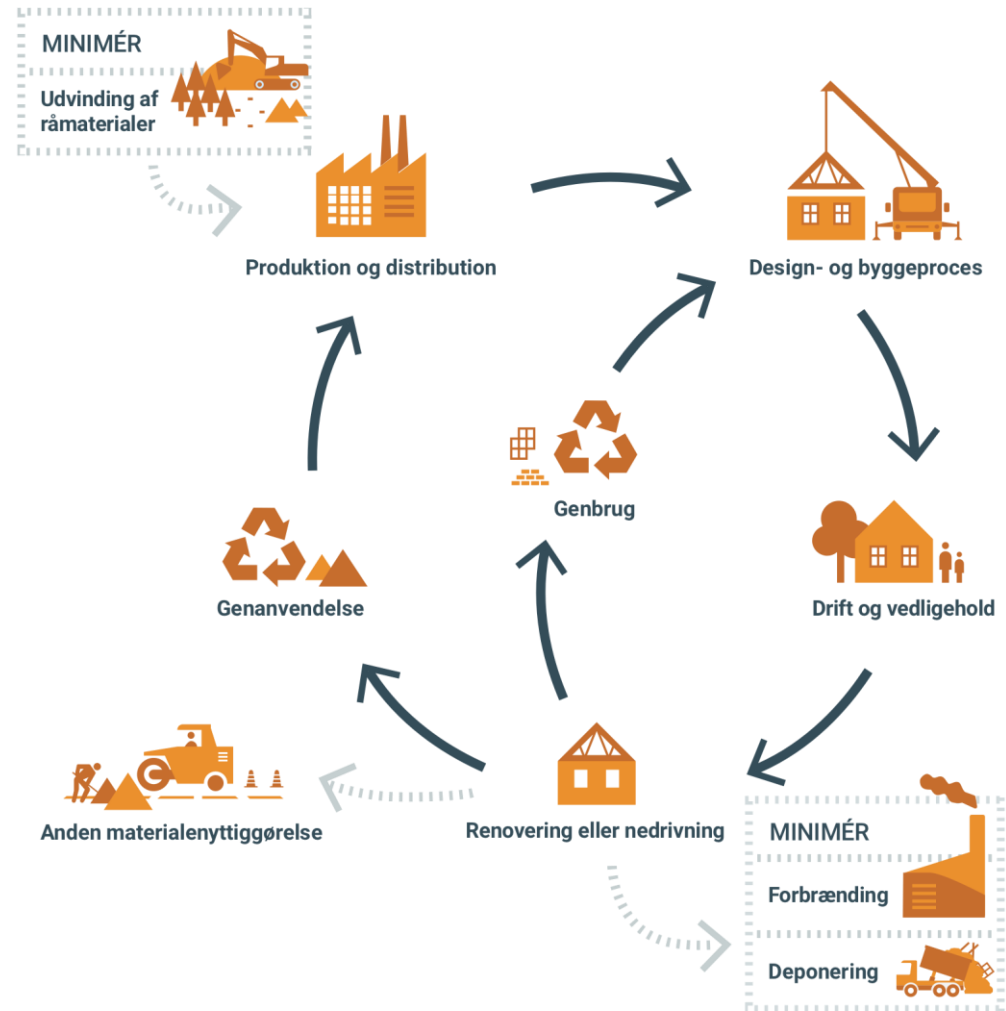 MINIMÉR
Udvinding af
råmaterialer
Produktion og distribution
Design- og byggeproces
Genbrug
Genanvendelse
Drift og vedligehold
Anden materialenyttiggørelse
Renovering eller nedrivning
MINIMÉR
Forbrænding
Deponering